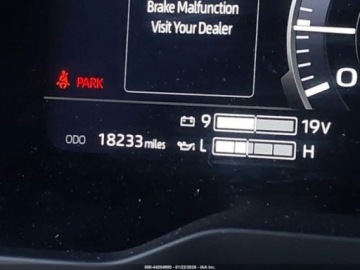 Brake Malfunction
Visit Your Dealer
PARK
9 19V
ODO 18233 miles
L H
0